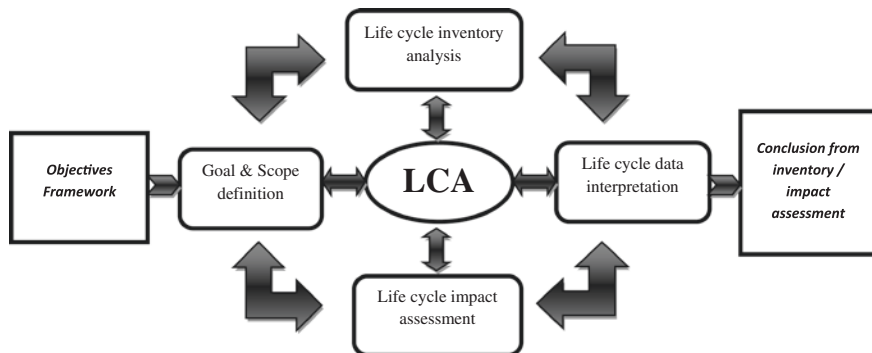 Life cycle inventory
analysis
Objectives
Framework
Goal & Scope
definition
LCA
Life cycle data
interpretation
Conclusion from
inventory /
impact
assessment
Life cycle impact
assessment